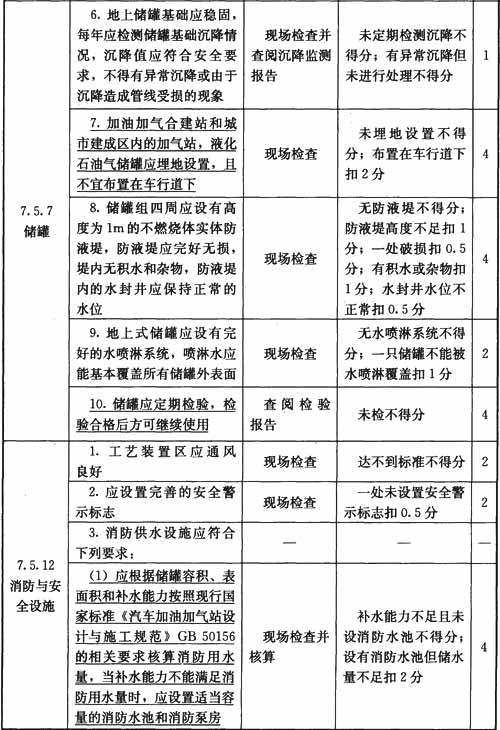 7.5.7
储罐
6. 地上储罐基础应稳固，
每年应检测储罐基础沉降情
况，沉降值应符合安全要
求，不得有异常沉降或由于
沉降造成管线受损的现象
现场检查并
查阅沉降监测
报告
未定期检测沉降不
得分；有异常沉降但
未进行处理不得分
1
7. 加油加气合建站和城
市建成区内的加气站，液化
石油气储罐应埋地设置，且
不宜布置在车行道下
现场检查
未埋地设置不得
分；布置在车行道下
扣 2 分
4
8. 储罐组四周应设有高
度为 1m 的不燃烧体实体防
液堤，防液堤应完好无损，
堤内无积水和杂物，防液堤
内的水封井应保持正常的
水位
现场检查
无防液堤不得分；
防液堤高度不足扣 1
分；一处破损扣 0.5
分；有积水或杂物扣
1 分；水封井水位不
正常扣 0.5 分
4
9. 地上式储罐应设有完
好的水喷淋系统，喷淋水应
能基本覆盖所有储罐外表面
现场检查
无水喷淋系统不得
分；一只储罐不能被
水喷淋覆盖扣 1 分
2
10. 储罐应定期检验，检
验合格后方可继续使用
查阅检验
报告
未检不得分
4
7.5.12
消防与安
全设施
1. 工艺装置区应通风
良好
现场检查
达不到标准不得分
2
2. 应设置完善的安全警
示标志
现场检查
一处未设置安全警
示标志扣 0.5 分
2
3. 消防供水设施应符合
下列要求：
—
—
—
（1）应根据储罐容积、表
面积和补水能力按照现行国
家标准《汽车加油加气站设
计与施工规范》GB 50156
的相关要求核算消防用水
量，当补水能力不能满足消
防用水量时，应设置适当容
量的消防水池和消防泵房
现场检查并
核算
补水能力不足且未
设消防水池不得分；
设有消防水池但储水
量不足扣 2 分
4